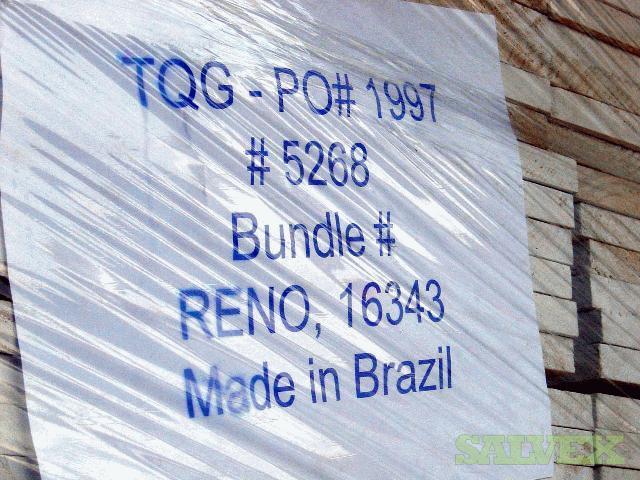 TQG - PO# 1997
# 5268
Bundle #
RENO, 16343
Made in Brazil
SALVEX